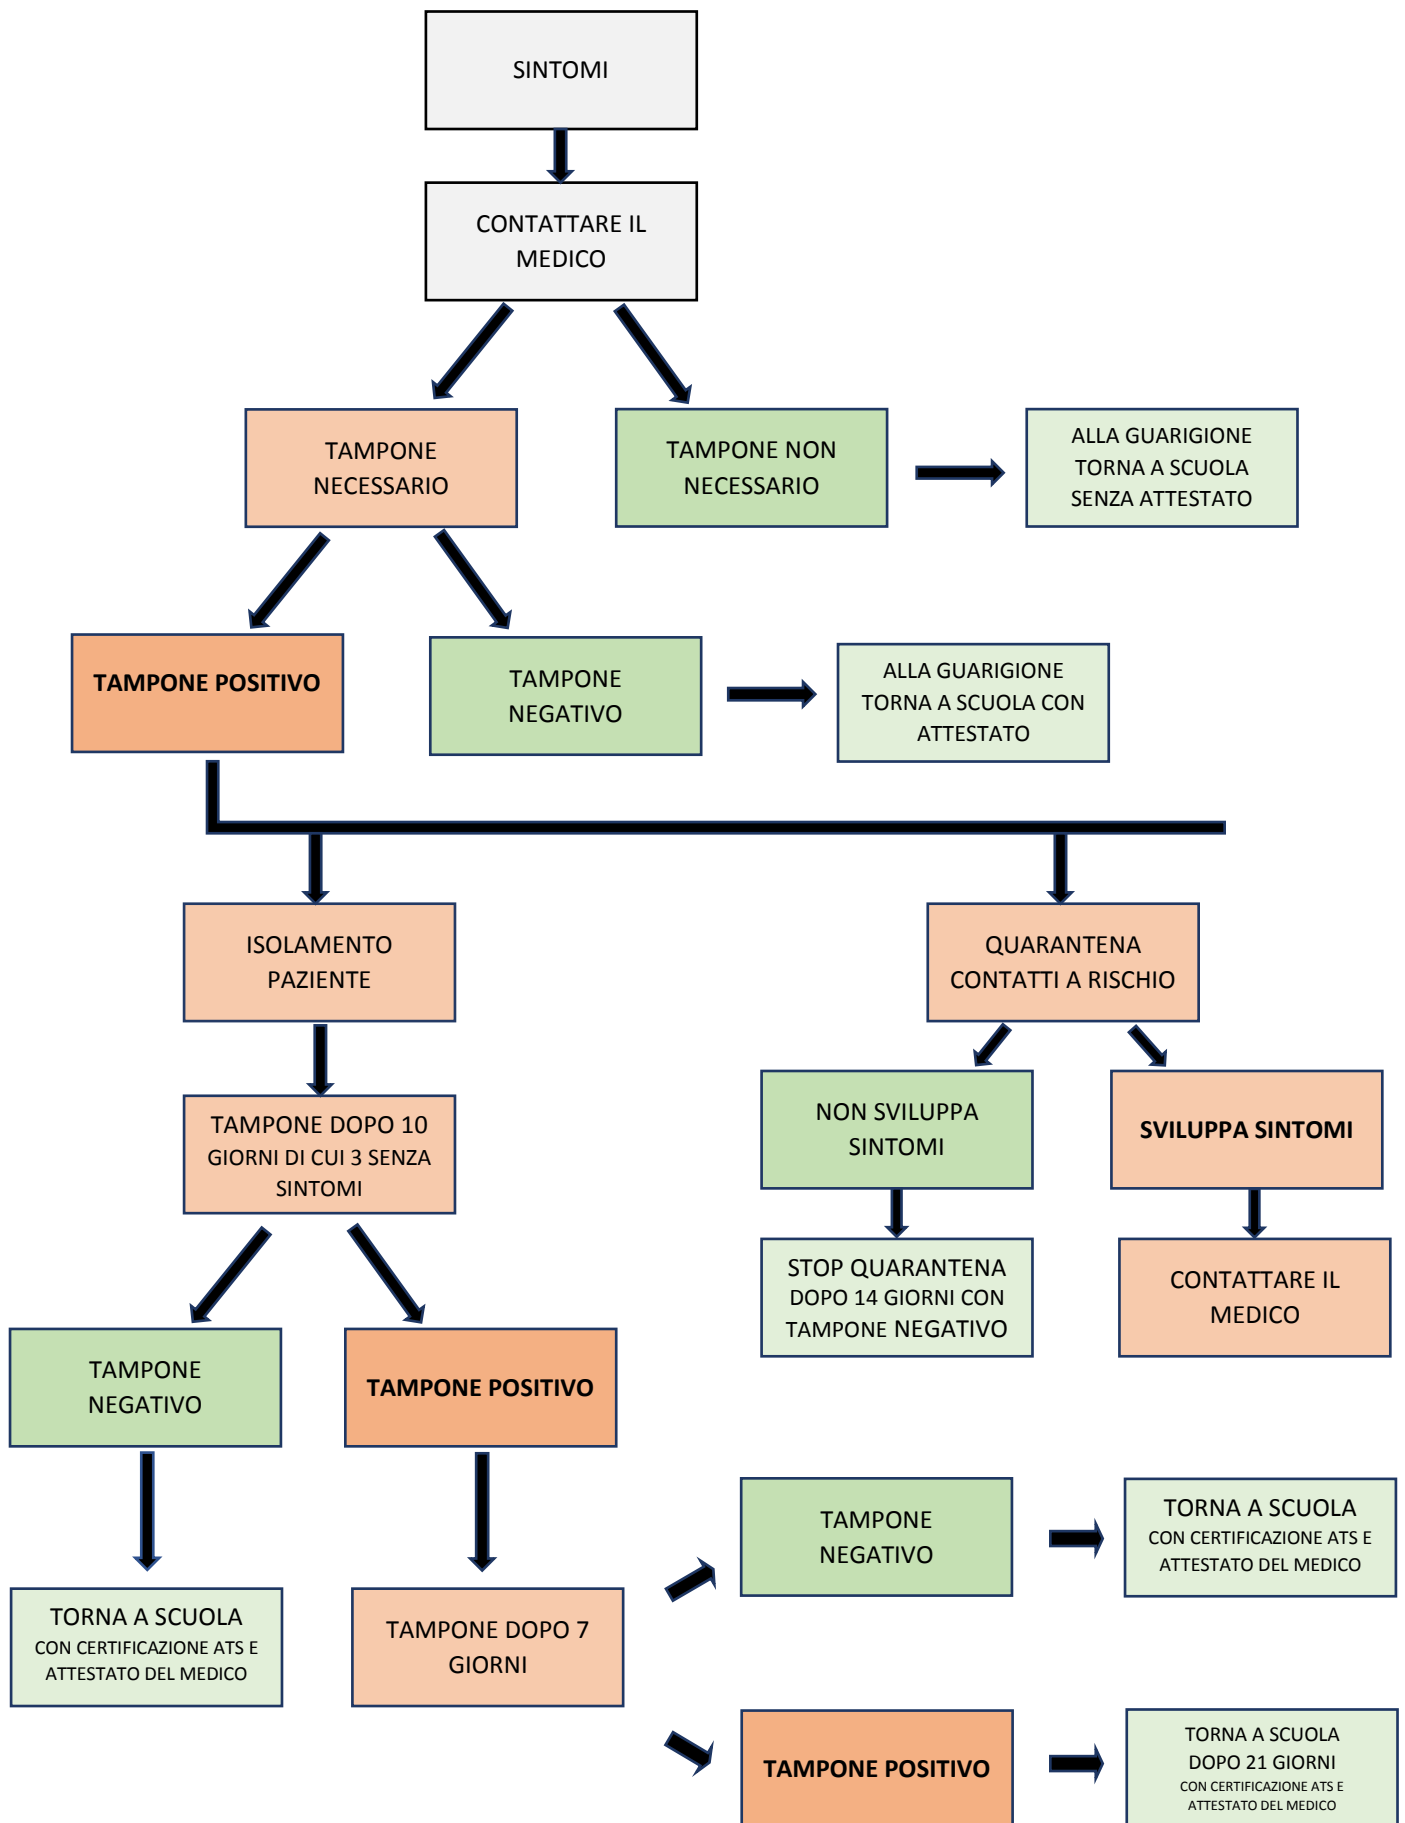 SINTOMI
CONTATTARE IL
MEDICO
TAMPONE
NECESSARIO
TAMPONE NON
NECESSARIO
ALLA GUARIGIONE
TORNA A SCUOLA
SENZA ATTESTATO
TAMPONE POSITIVO
TAMPONE
NEGATIVO
ALLA GUARIGIONE
TORNA A SCUOLA CON
ATTESTATO
ISOLAMENTO
PAZIENTE
QUARANTENA
CONTATTI A RISCHIO
TAMPONE DOPO 10
GIORNI DI CUI 3 SENZA
SINTOMI
NON SVILUPPA
SINTOMI
SVILUPPA SINTOMI
STOP QUARANTENA
DOPO 14 GIORNI CON
TAMPONE NEGATIVO
CONTATTARE IL
MEDICO
TAMPONE
NEGATIVO
TAMPONE POSITIVO
TORNA A SCUOLA
CON CERTIFICAZIONE ATS E
ATTESTATO DEL MEDICO
TAMPONE DOPO 7
GIORNI
TAMPONE
NEGATIVO
TORNA A SCUOLA
CON CERTIFICAZIONE ATS E
ATTESTATO DEL MEDICO
TAMPONE POSITIVO
TORNA A SCUOLA
DOPO 21 GIORNI
CON CERTIFICAZIONE ATS E
ATTESTATO DEL MEDICO